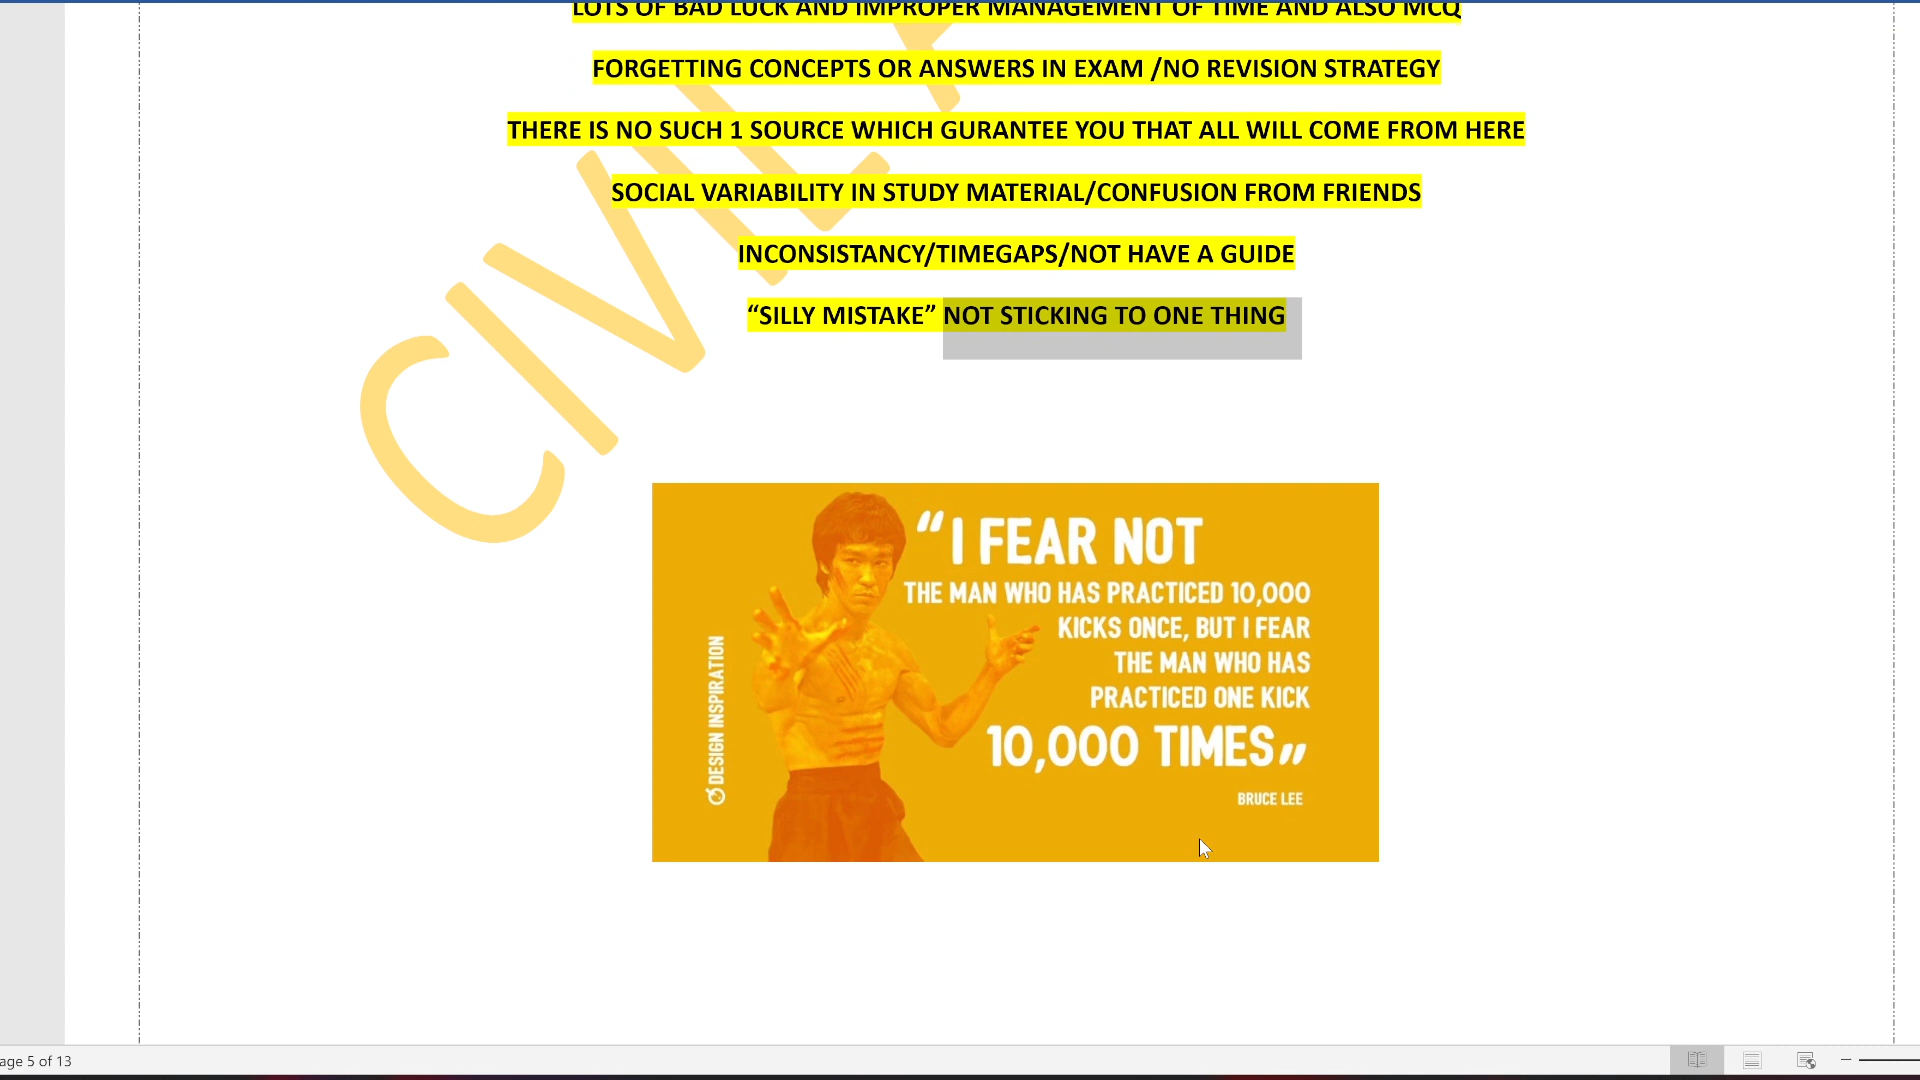 LOTS OF BAD LUCK AND IMPROPER MANAGEMENT OF TIME AND ALSO MCQ
FORGETTING CONCEPTS OR ANSWERS IN EXAM /NO REVISION STRATEGY
THERE IS NO SUCH 1 SOURCE WHICH GURANTEE YOU THAT ALL WILL COME FROM HERE
SOCIAL VARIABILITY IN STUDY MATERIAL/CONFUSION FROM FRIENDS
INCONSISTANCY/TIMEGAPS/NOT HAVE A GUIDE
“SILLY MISTAKE” NOT STICKING TO ONE THING
“I FEAR NOT
THE MAN WHO HAS PRACTICED 10,000
KICKS ONCE, BUT I FEAR
THE MAN WHO HAS
PRACTICED ONE KICK
10,000 TIMES”
BRUCE LEE
DESIGN INSPIRATION
age 5 of 13